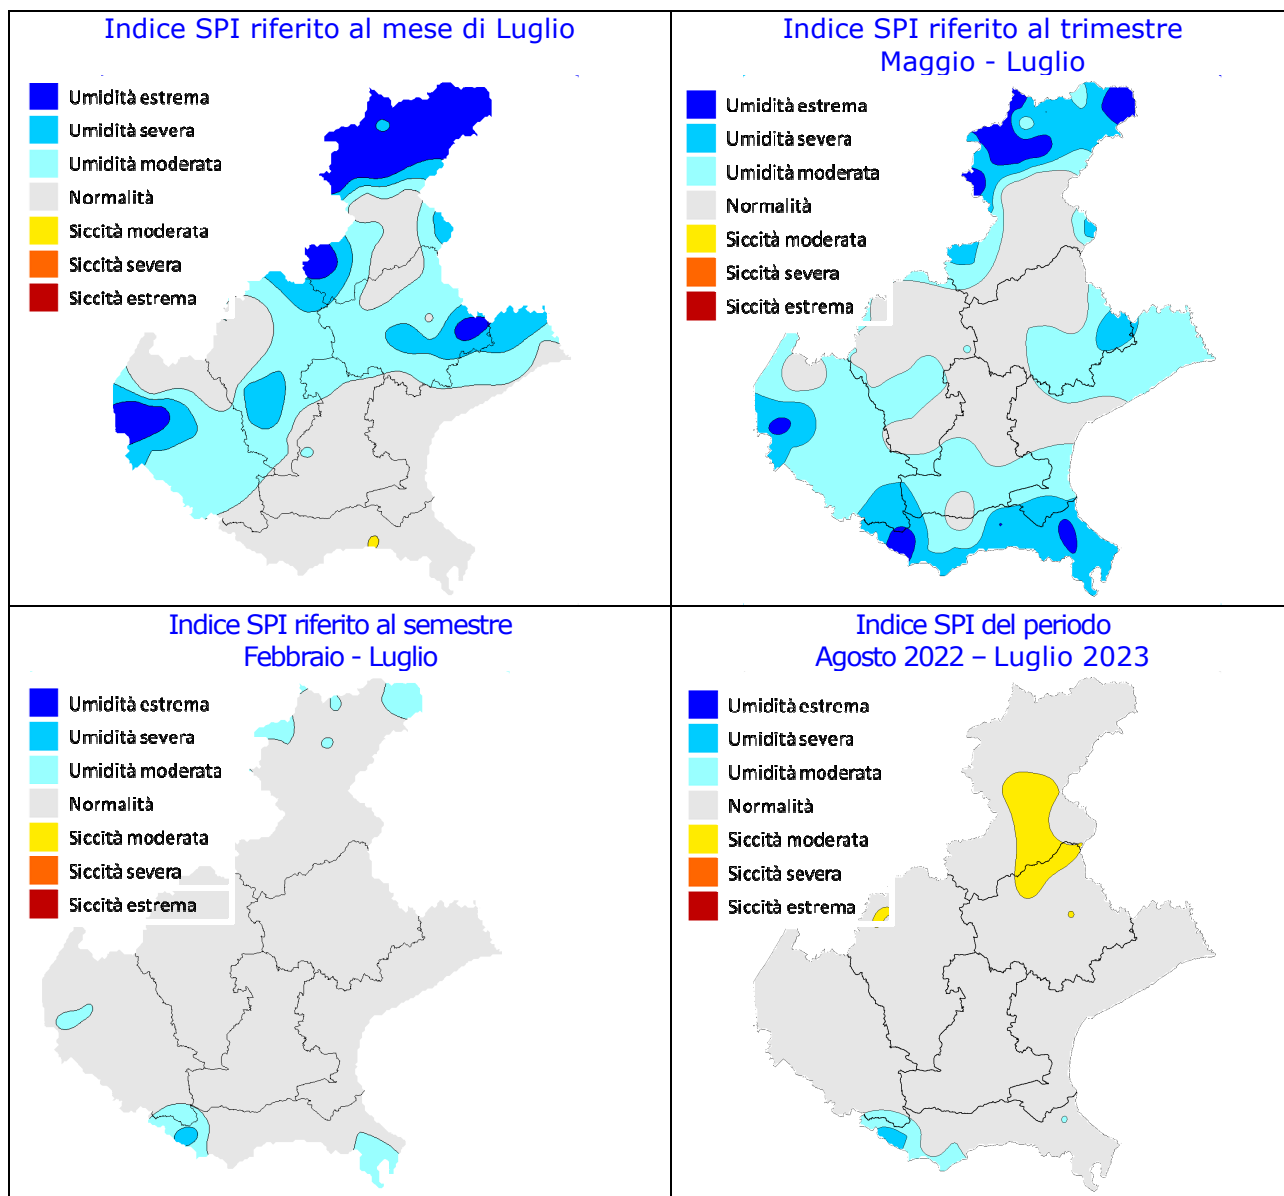 Indice SPI riferito al mese di Luglio
Umidità estrema
Umidità severa
Umidità moderata
Normalità
Siccità moderata
Siccità severa
Siccità estrema
Indice SPI riferito al trimestre
Maggio - Luglio
Umidità estrema
Umidità severa
Umidità moderata
Normalità
Siccità moderata
Siccità severa
Siccità estrema
Indice SPI riferito al semestre
Febbraio - Luglio
Umidità estrema
Umidità severa
Umidità moderata
Normalità
Siccità moderata
Siccità severa
Siccità estrema
Indice SPI del periodo
Agosto 2022 – Luglio 2023
Umidità estrema
Umidità severa
Umidità moderata
Normalità
Siccità moderata
Siccità severa
Siccità estrema